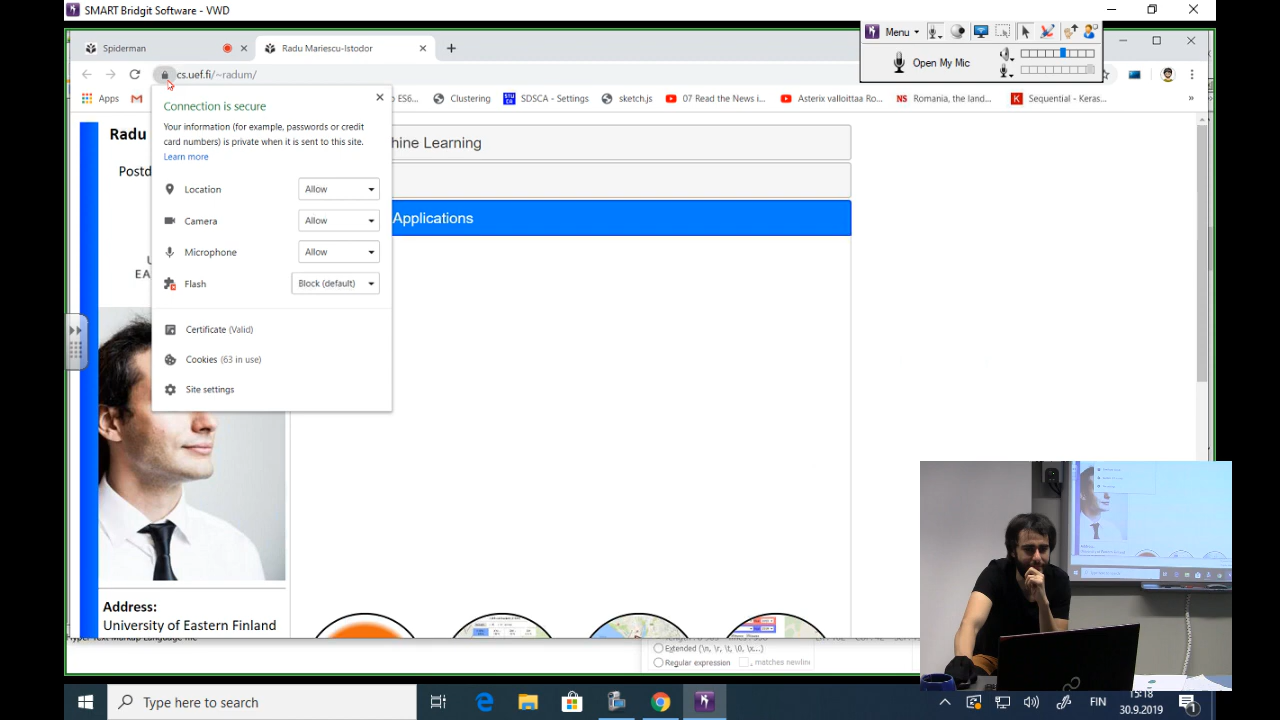 SMART Bridgit Software - VWD
Spiderman
Radu Mariescu-Istodor
Menu
Open My Mic
cs.uef.fi/~radum/
Apps
ES6...
Clustering
SDSCA - Settings
sketch.js
07 Read the News i...
Asterix valloittaa Ro...
Romania, the land...
Sequential - Keras...
Connection is secure
Your information (for example, passwords or credit
card numbers) is private when it is sent to this site.
Learn more
Location
Allow
Camera
Allow
Microphone
Allow
Flash
Block (default)
Certificate (Valid)
Cookies (63 in use)
Site settings
Radu
Postd
U
EA
hine Learning
Applications
Address:
University of Eastern Finland
Extended (\n, \r, \t, \0, \x...)
Regular expression
. matches newlin
Type here to search
FIN
15:18
30.9.2019
1